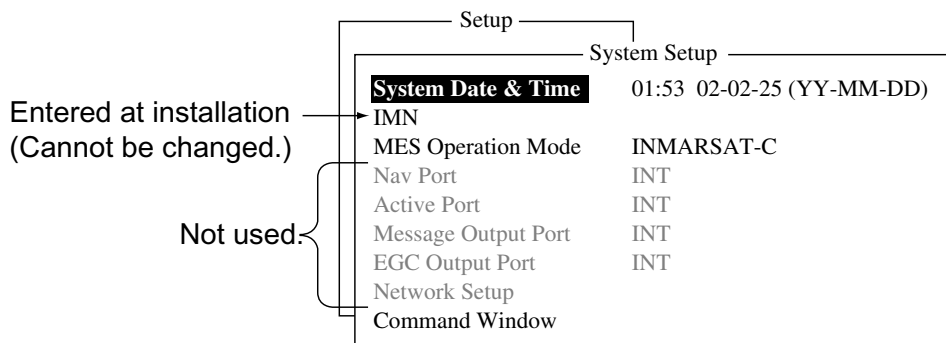 Setup
System Setup
System Date & Time 01:53 02-02-25 (YY-MM-DD)
Entered at installation
(Cannot be changed.)
IMN
MES Operation Mode INMARSAT-C
Nav Port INT
Active Port INT
Not used.
Message Output Port INT
EGC Output Port INT
Network Setup
Command Window